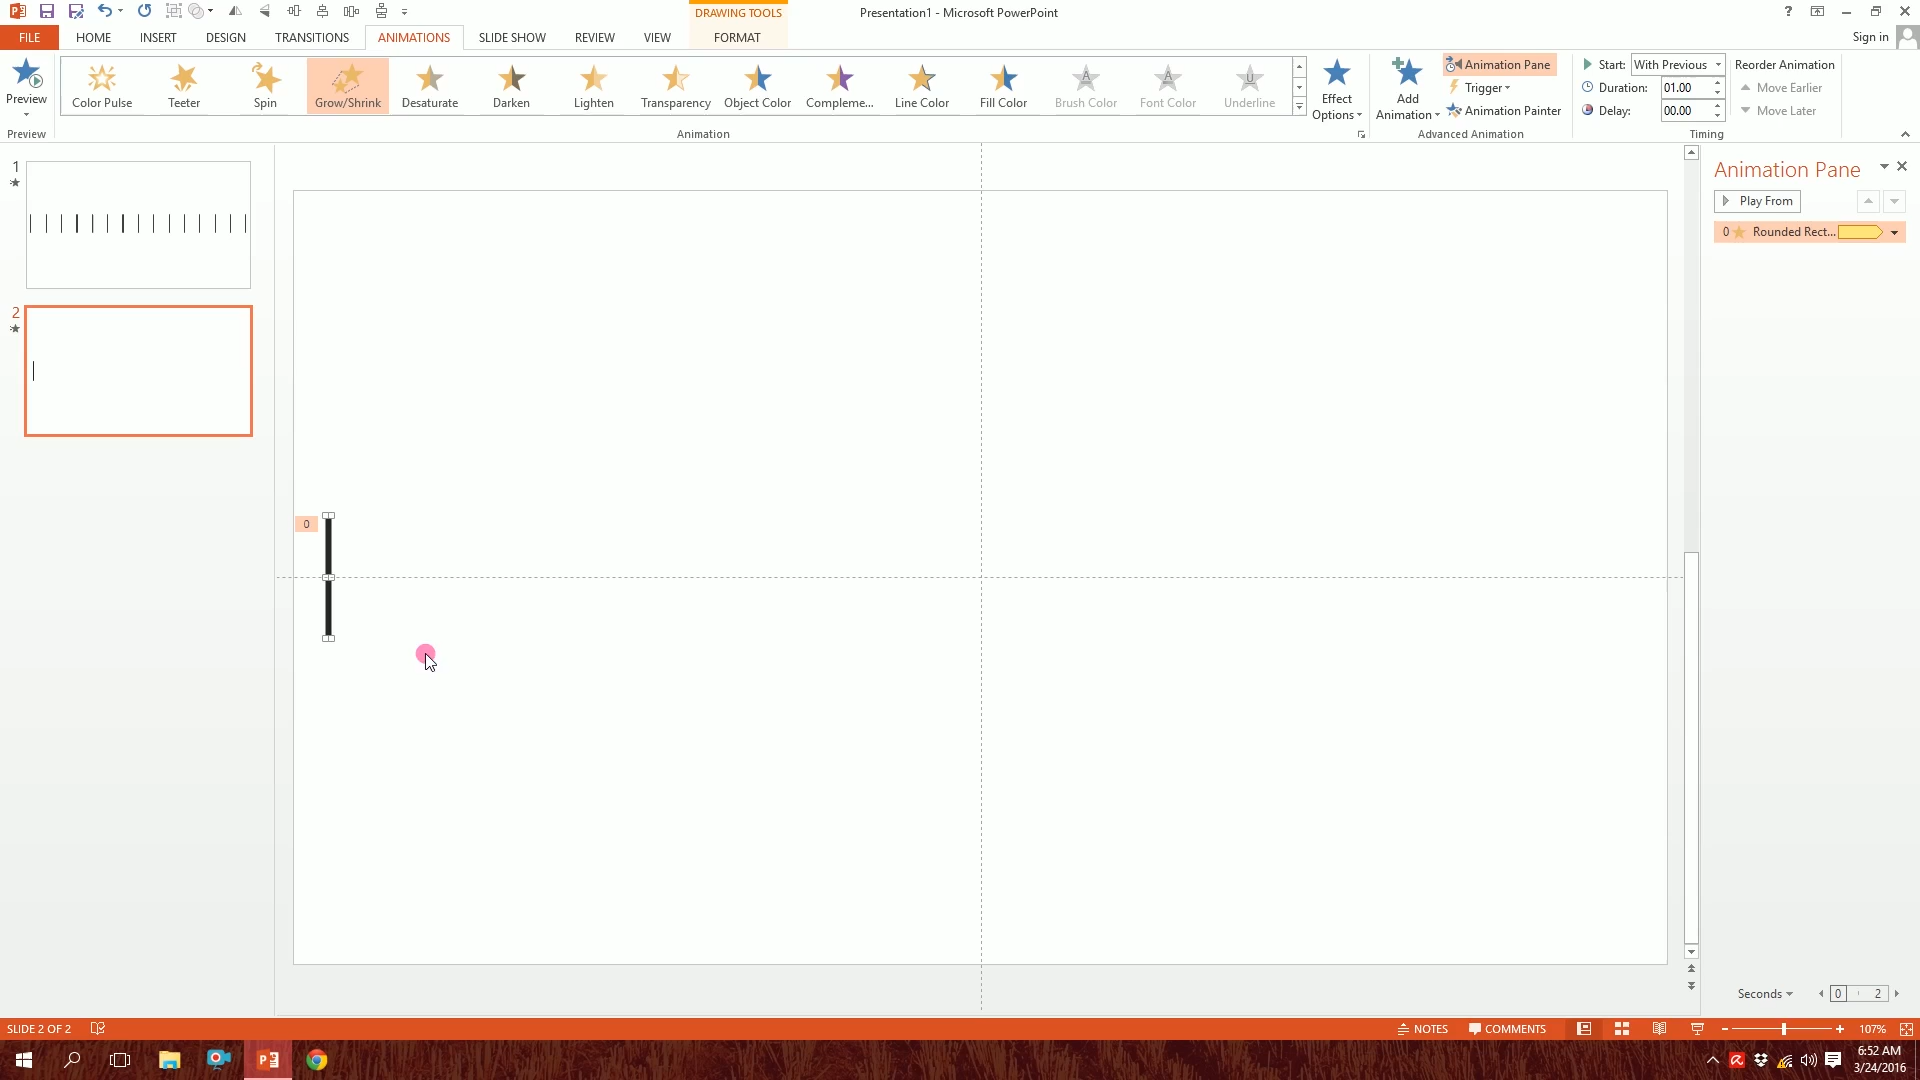 DRAWING TOOLS
Presentation1 - Microsoft PowerPoint
?
FILE HOME INSERT DESIGN TRANSITIONS ANIMATIONS SLIDE SHOW REVIEW VIEW FORMAT
Sign in
Preview
Color Pulse Teeter Spin Grow/Shrink Desaturate Darken Lighten Transparency Object Color Compleme... Line Color Fill Color Brush Color Font Color Underline
Effect Options
Add Animation
Animation Pane
Trigger
Animation Painter
Start: With Previous
Duration: 01.00
Delay: 00.00
Reorder Animation
Move Earlier
Move Later
Preview Animation Advanced Animation Timing
1
2
0
Animation Pane
Play From
0 Rounded Rect...
Seconds 0 2
SLIDE 2 OF 2
NOTES COMMENTS 107%
6:52 AM
3/24/2016